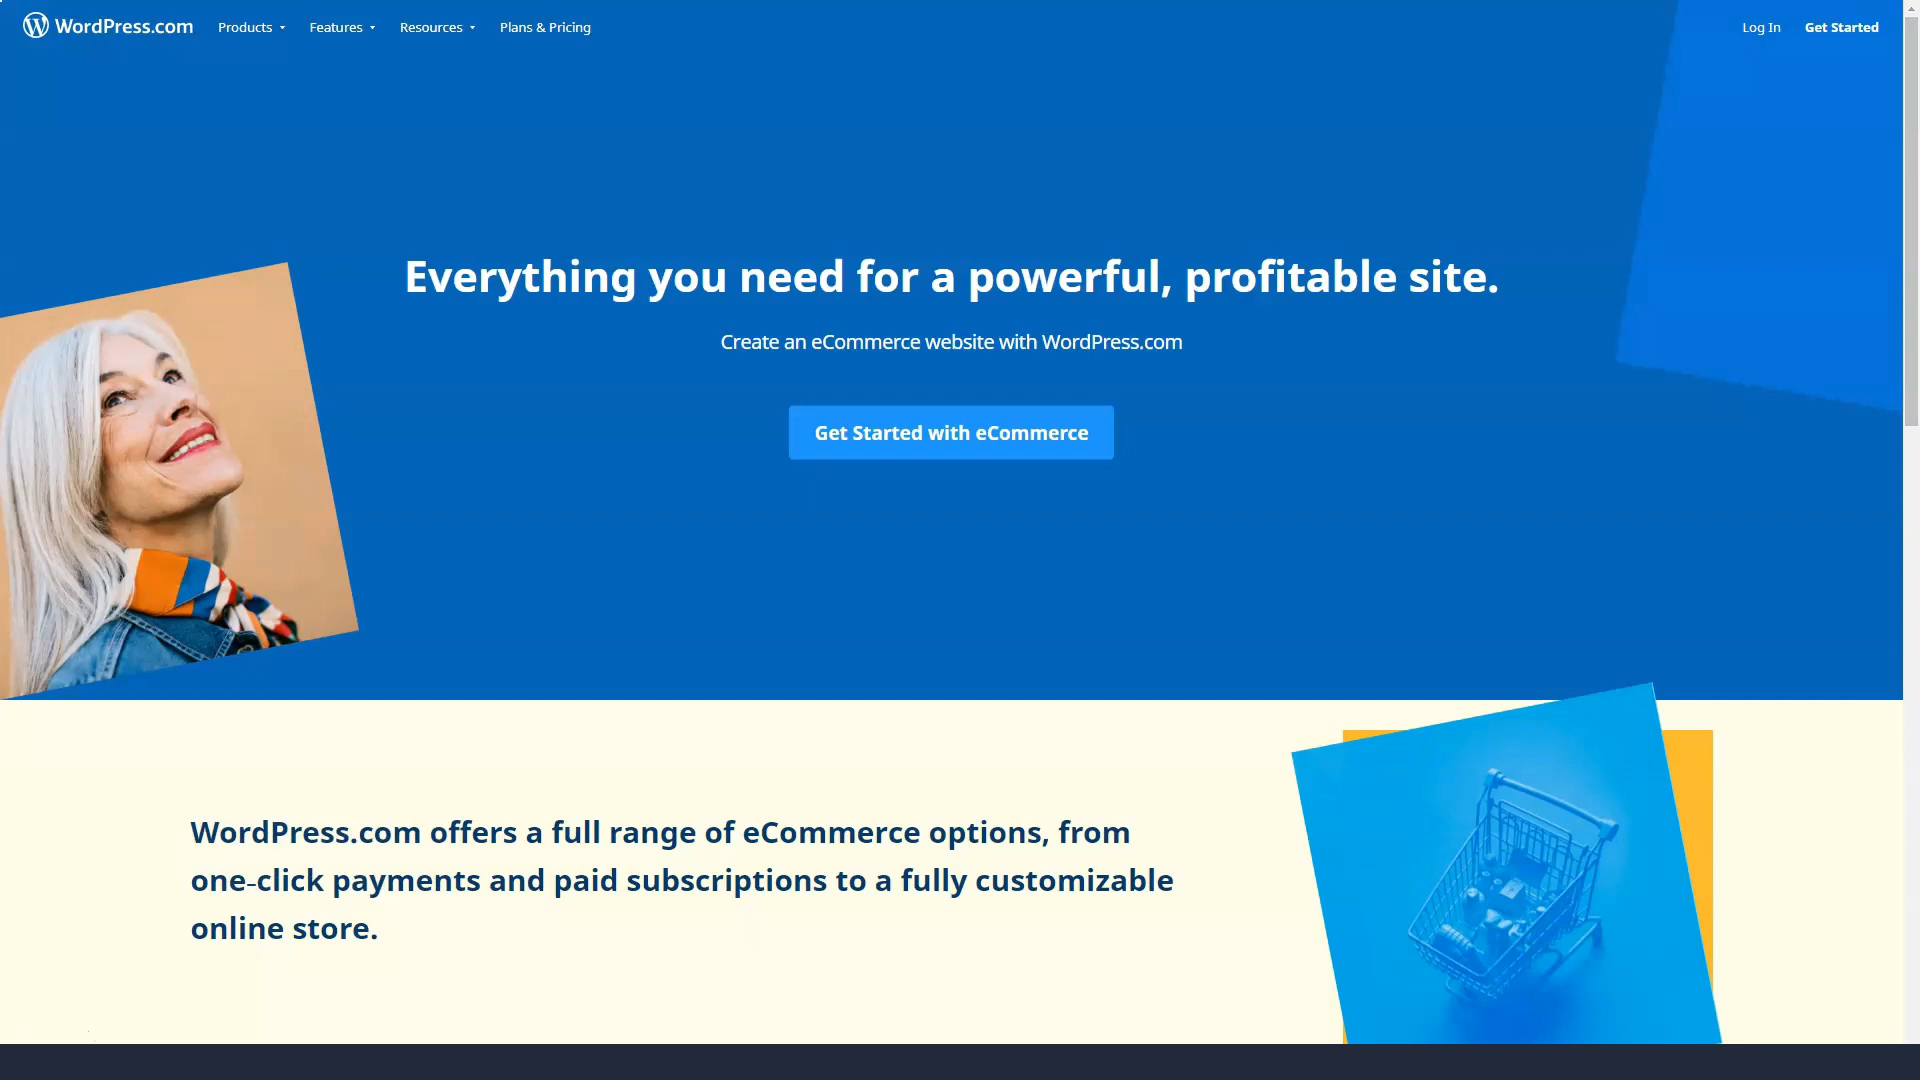 WordPress.com
Products
Features
Resources
Plans & Pricing
Log In
Get Started
Everything you need for a powerful, profitable site.
Create an eCommerce website with WordPress.com
Get Started with eCommerce
WordPress.com offers a full range of eCommerce options, from
one-click payments and paid subscriptions to a fully customizable
online store.